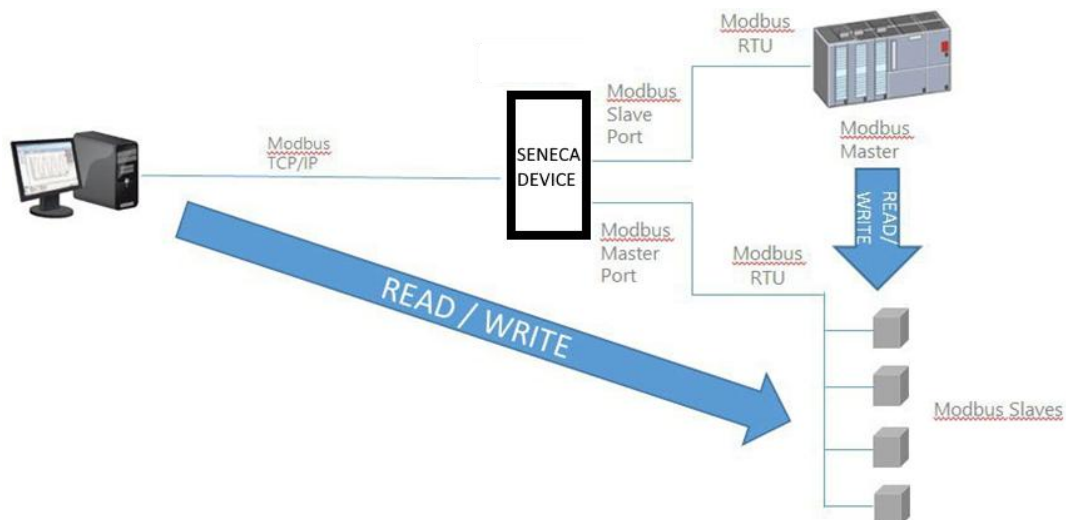 Modbus
RTU
Modbus
Slave
Port
Modbus
TCP/IP
SENECA
DEVICE
Modbus
Master
READ/
WRITE
Modbus
Master
Port
Modbus
RTU
READ / WRITE
Modbus Slaves